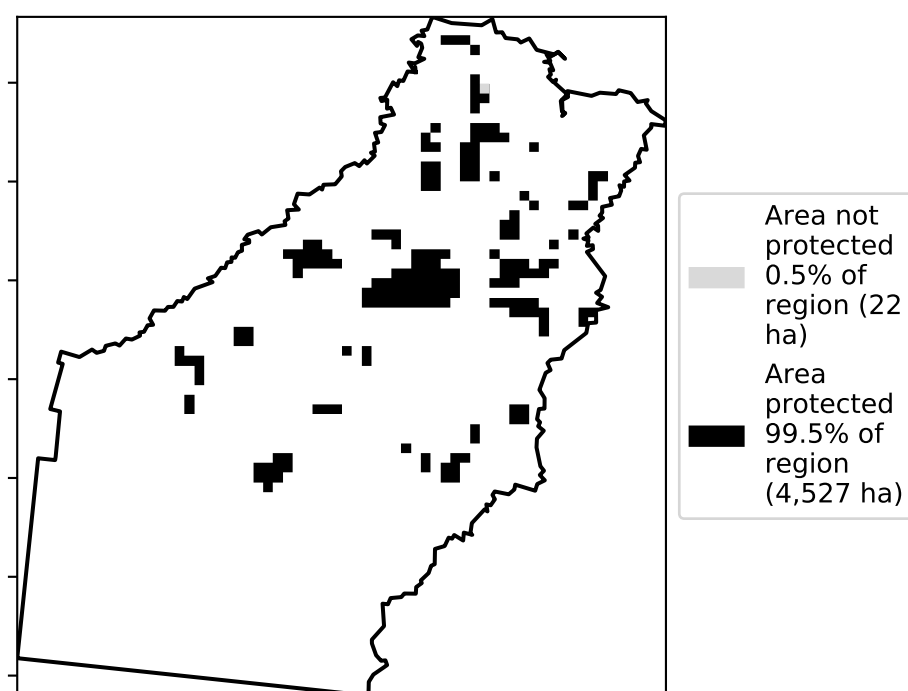 Area not
protected
0.5% of
region (22
ha)
Area
protected
99.5% of
region
(4,527 ha)